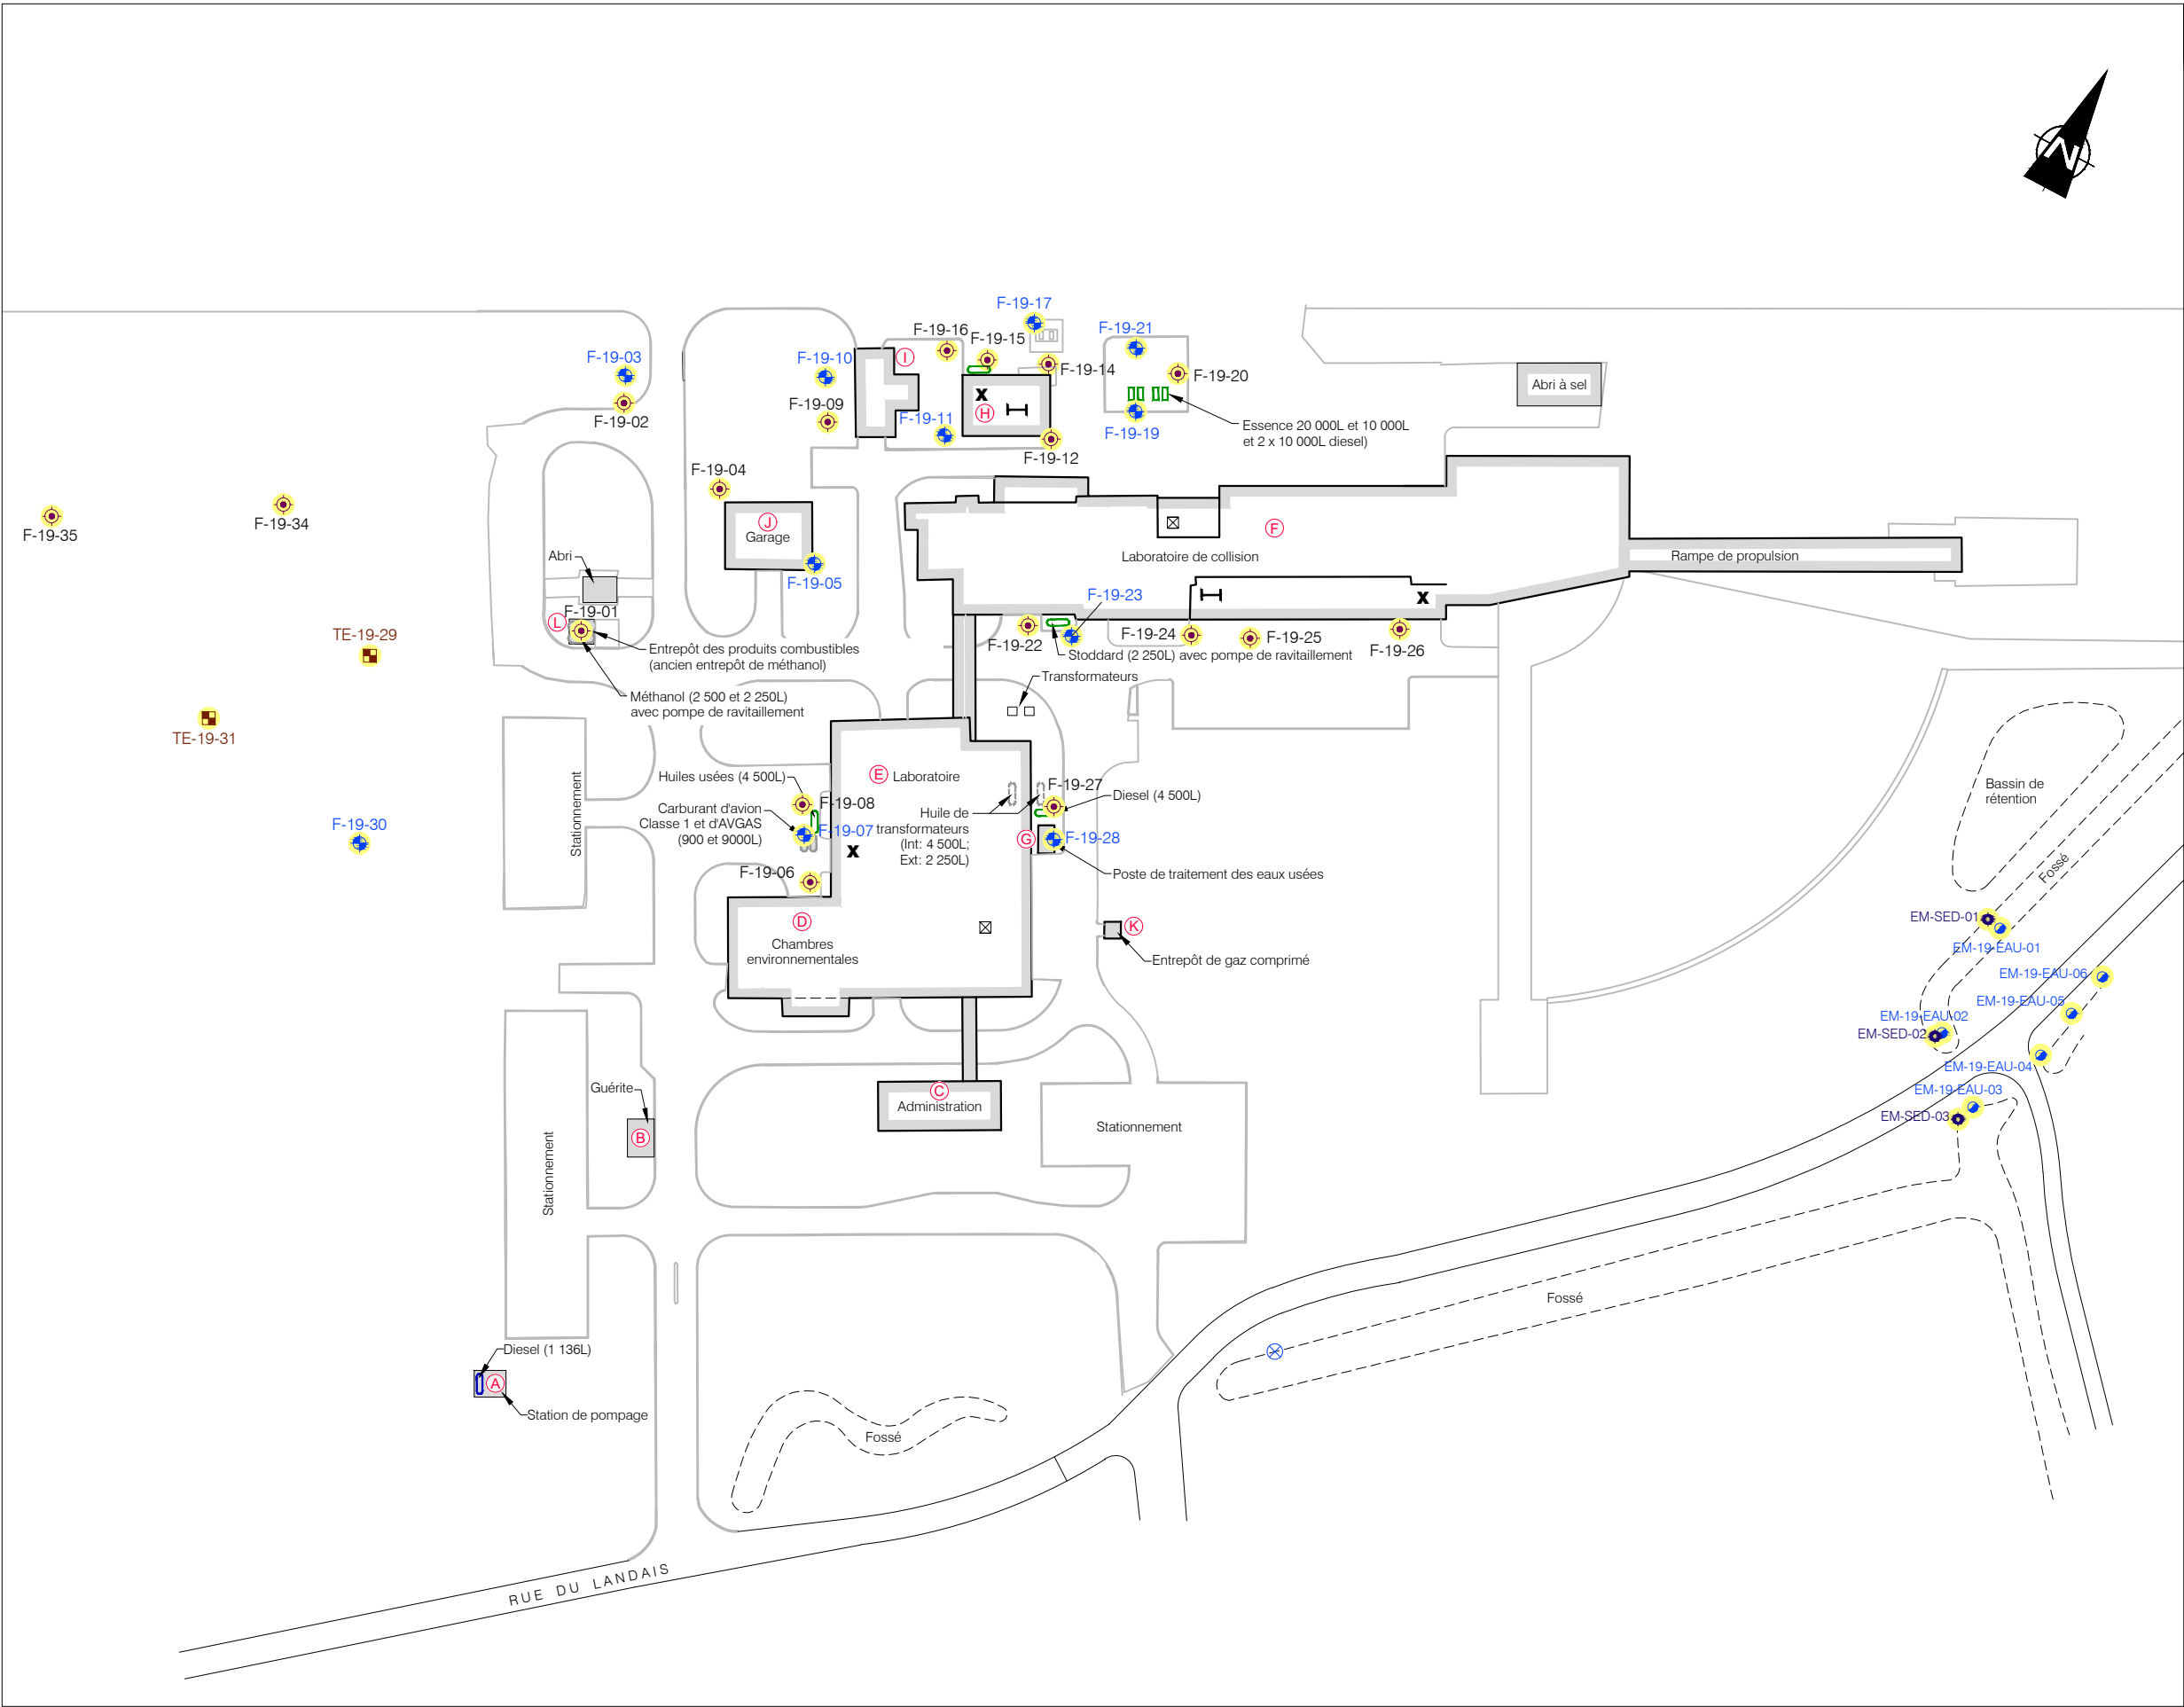 N
F-19-17
F-19-21
F-19-16
F-19-15
F-19-03
F-19-10
I
F-19-14
F-19-20
Abri à sel
F-19-02
F-19-09
F-19-11
X
H
F-19-19
Essence 20 000L et 10 000L
et 2 x 10 000L diesel)
F-19-12
F-19-04
F-19-35
F-19-34
J
Garage
F
Laboratoire de collision
Rampe de propulsion
Abri
F-19-05
F-19-23
X
F-19-01
L
TE-19-29
F-19-22
F-19-24
F-19-25
F-19-26
Entrepôt des produits combustibles
(ancien entrepôt de méthanol)
Stoddard (2 250L) avec pompe de ravitaillement
Transformateurs
Méthanol (2 500 et 2 250L)
avec pompe de ravitaillement
TE-19-31
Huiles usées (4 500L)
E
Laboratoire
F-19-27
Diesel (4 500L)
Bassin de
rétention
Stationnement
F-19-08
Carburant d'avion
Classe 1 et d'AVGAS
(900 et 9000L)
F-19-07
Huile de
transformateurs
(Int: 4 500L;
Ext: 2 250L)
G
F-19-28
F-19-30
X
Fossé
F-19-06
Poste de traitement des eaux usées
D
Chambres
environnementales
K
Entrepôt de gaz comprimé
EM-SED-01
EM-19-EAU-01
EM-19-EAU-06
EM-19-EAU-05
EM-19-EAU-02
EM-SED-02
EM-19-EAU-04
EM-19-EAU-03
EM-SED-03
Guérite
B
C
Administration
Stationnement
Stationnement
Fossé
Diesel (1 136L)
A
Station de pompage
Fossé
RUE DU LANDAIS